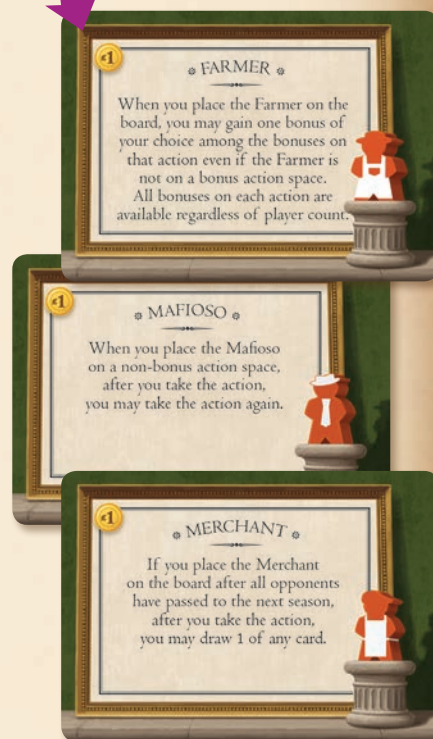 1
FARMER
When you place the Farmer on the
board, you may gain one bonus of
your choice among the bonuses on
that action even if the Farmer is
not on a bonus action space.
All bonuses on each action are
available regardless of player count.
1
MAFIOSO
When you place the Mafioso
on a non-bonus action space,
after you take the action,
you may take the action again.
1
MERCHANT
If you place the Merchant
on the board after all opponents
have passed to the next season,
after you take the action,
you may draw 1 of any card.